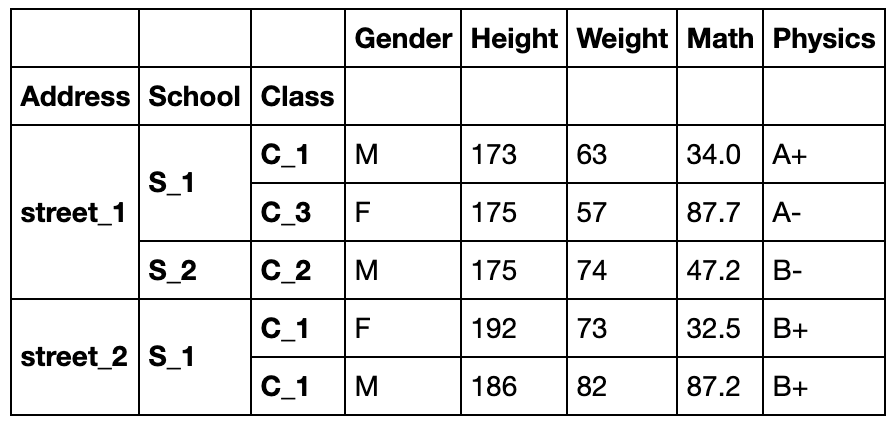 Gender Height Weight Math Physics
Address School Class
street_1 S_1 C_1 M 173 63 34.0 A+
C_3 F 175 57 87.7 A-
S_2 C_2 M 175 74 47.2 B-
street_2 S_1 C_1 F 192 73 32.5 B+
C_1 M 186 82 87.2 B+